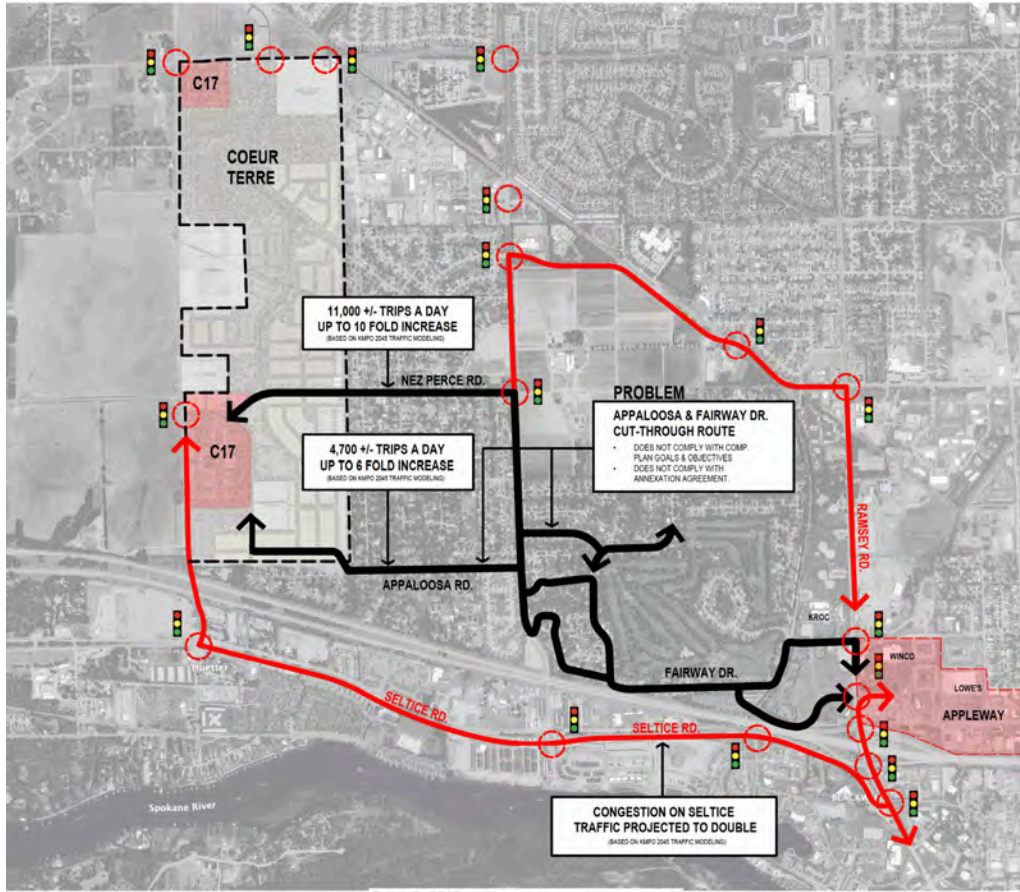 C17
COEUR
TERRE
11,000 +/- TRIPS A DAY
UP TO 10 FOLD INCREASE
(BASED ON KMPO 2045 TRAFFIC MODELING)
NEZ PERCE RD.
PROBLEM
APPALOOSA & FAIRWAY DR.
CUT-THROUGH ROUTE
• DOES NOT COMPLY WITH COMP.
PLAN GOALS & OBJECTIVES
• DOES NOT COMPLY WITH
ANNEXATION AGREEMENT.
C17
4,700 +/- TRIPS A DAY
UP TO 6 FOLD INCREASE
(BASED ON KMPO 2045 TRAFFIC MODELING)
RAMSEY RD.
APPALOOSA RD.
KROC
WINCO
Huetter
FAIRWAY DR.
LOWE'S
APPLEWAY
SELTICE RD.
SELTICE RD.
Spokane River
CONGESTION ON SELTICE
TRAFFIC PROJECTED TO DOUBLE
(BASED ON KMPO 2045 TRAFFIC MODELING)